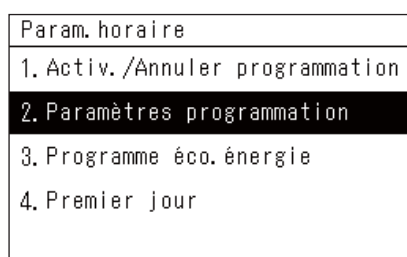 Param.horaire
1.Activ./Annuler programmation
2.Paramètres programmation
3.Programme éco.énergie
4.Premier jour